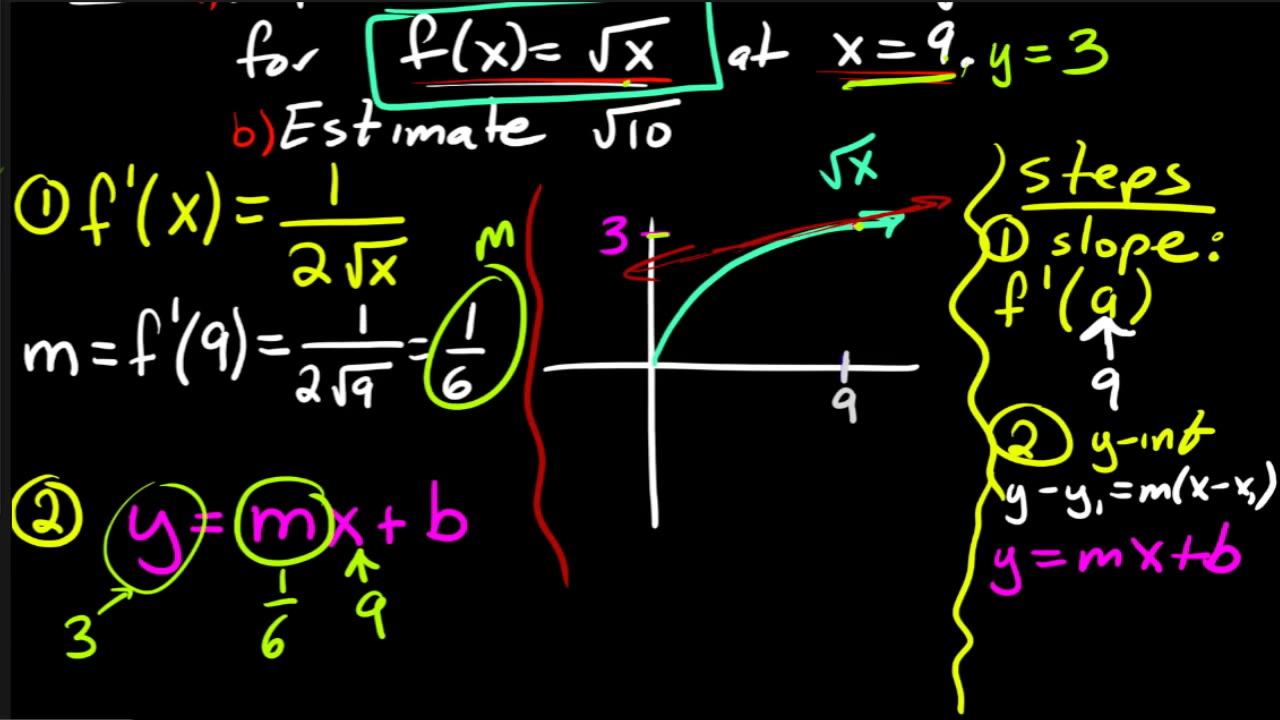 for f(x)= √x at x=9, y=3
b) Estimate √10
① f'(x) = 1/(2√x)
m
m = f'(9) = 1/(2√9) = 1/6
② y = mx + b
3 1/6 9
√x
3
9
steps
① slope:
f'(a)
9
② y-int
y-y₁=m(x-x₁)
y=mx+b